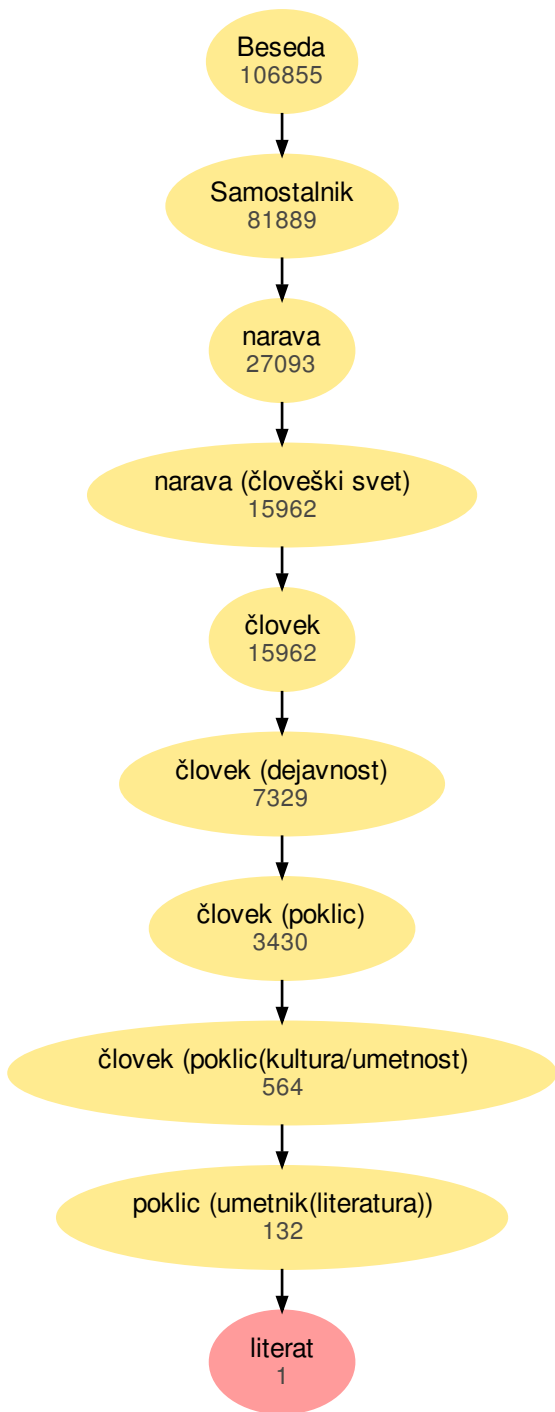 Beseda
106855
Samostalnik
81889
narava
27093
narava (človeški svet)
15962
človek
15962
človek (dejavnost)
7329
človek (poklic)
3430
človek (poklic(kultura/umetnost)
564
poklic (umetnik(literatura))
132
literat
1